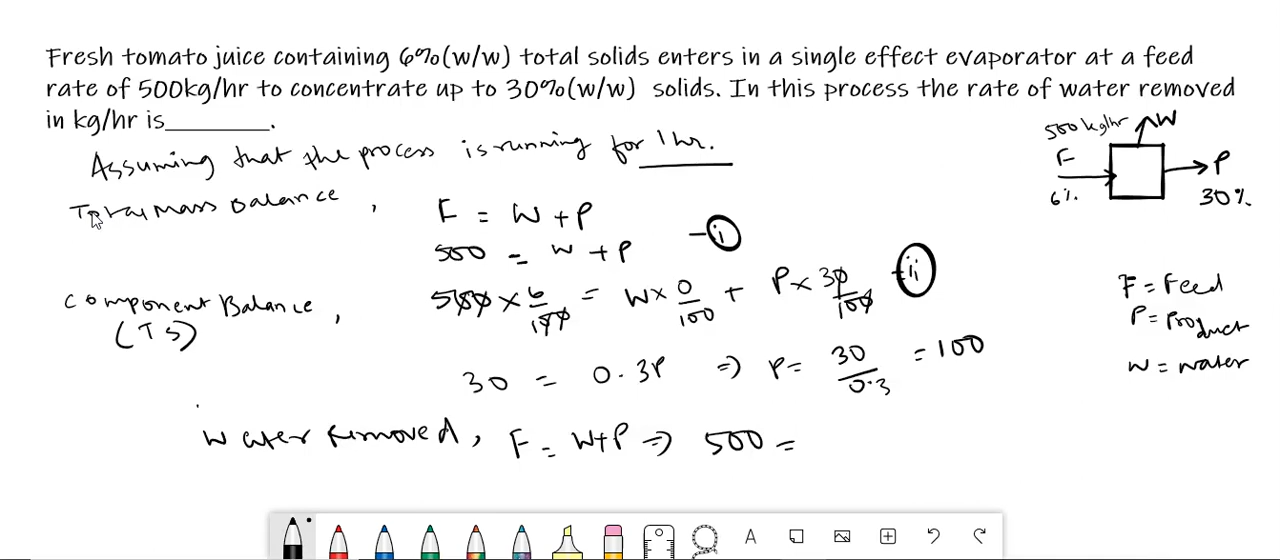 Fresh tomato juice containing 6%(w/w) total solids enters in a single effect evaporator at a feed
rate of 500kg/hr to concentrate up to 30%(w/w) solids. In this process the rate of water removed
in kg/hr is________.
500 kg/hr W
F P
6% 30%
Assuming that the process is running for 1 hr.
Total Mass Balance, F = W + P
500 = W + P - (i)
Component Balance, (TS) 500 × 6/100 = W × 0/100 + P × 30/100 - (ii)
30 = 0.3P ⇒ P = 30/0.3 = 100
F = Feed
P = Product
W = Water
Water removed, F = W + P ⇒ 500 =
A